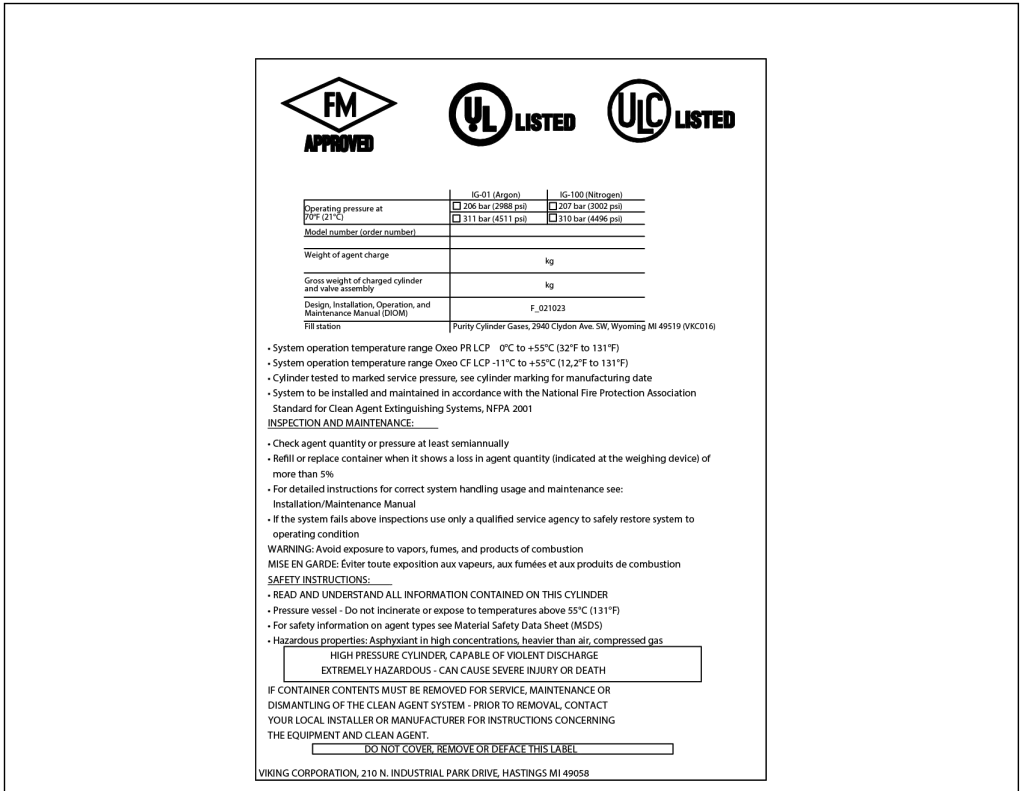 FM
APPROVED
UL LISTED
ULC LISTED
IG-01 (Argon) IG-100 (Nitrogen)
Operating pressure at
70°F (21°C)
206 bar (2988 psi) 207 bar (3002 psi)
311 bar (4511 psi) 310 bar (4496 psi)
Model number (order number)
Weight of agent charge
kg
Gross weight of charged cylinder
and valve assembly
kg
Design, Installation, Operation, and
Maintenance Manual (DIOM)
F_021023
Fill station Purity Cylinder Gases, 2940 Clydon Ave. SW, Wyoming MI 49519 (VKC016)
• System operation temperature range Oxeo PR LCP 0°C to +55°C (32°F to 131°F)
• System operation temperature range Oxeo CF LCP -11°C to +55°C (12,2°F to 131°F)
• Cylinder tested to marked service pressure, see cylinder marking for manufacturing date
• System to be installed and maintained in accordance with the National Fire Protection Association
Standard for Clean Agent Extinguishing Systems, NFPA 2001
INSPECTION AND MAINTENANCE:
• Check agent quantity or pressure at least semiannually
• Refill or replace container when it shows a loss in agent quantity (indicated at the weighing device) of
more than 5%
• For detailed instructions for correct system handling usage and maintenance see:
Installation/Maintenance Manual
• If the system fails above inspections use only a qualified service agency to safely restore system to
operating condition
WARNING: Avoid exposure to vapors, fumes, and products of combustion
MISE EN GARDE: Éviter toute exposition aux vapeurs, aux fumées et aux produits de combustion
SAFETY INSTRUCTIONS:
• READ AND UNDERSTAND ALL INFORMATION CONTAINED ON THIS CYLINDER
• Pressure vessel - Do not incinerate or expose to temperatures above 55°C (131°F)
• For safety information on agent types see Material Safety Data Sheet (MSDS)
• Hazardous properties: Asphyxiant in high concentrations, heavier than air, compressed gas
HIGH PRESSURE CYLINDER, CAPABLE OF VIOLENT DISCHARGE
EXTREMELY HAZARDOUS - CAN CAUSE SEVERE INJURY OR DEATH
IF CONTAINER CONTENTS MUST BE REMOVED FOR SERVICE, MAINTENANCE OR
DISMANTLING OF THE CLEAN AGENT SYSTEM - PRIOR TO REMOVAL, CONTACT
YOUR LOCAL INSTALLER OR MANUFACTURER FOR INSTRUCTIONS CONCERNING
THE EQUIPMENT AND CLEAN AGENT.
DO NOT COVER, REMOVE OR DEFACE THIS LABEL
VIKING CORPORATION, 210 N. INDUSTRIAL PARK DRIVE, HASTINGS MI 49058